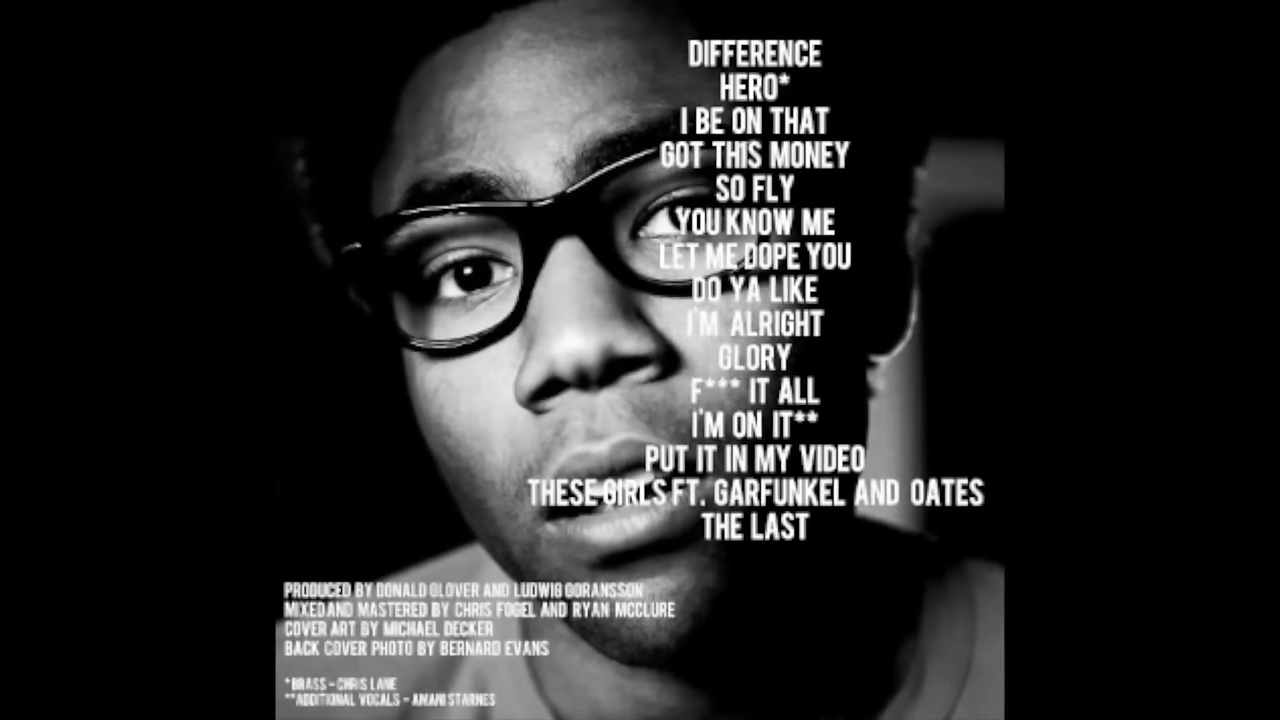 DIFFERENCE
HERO*
I BE ON THAT
GOT THIS MONEY
SO FLY
YOU KNOW ME
LET ME DOPE YOU
DO YA LIKE
I'M ALRIGHT
GLORY
F*** IT ALL
I'M ON IT**
PUT IT IN MY VIDEO
THESE GIRLS FT. GARFUNKEL AND OATES
THE LAST
PRODUCED BY DONALD GLOVER AND LUDWIG GORANSSON
MIXED AND MASTERED BY CHRIS FOGEL AND RYAN MCCLURE
COVER ART BY MICHAEL DECKER
BACK COVER PHOTO BY BERNARD EVANS
*BRASS - CHRIS LANE
**ADDITIONAL VOCALS - AMANI STARNES